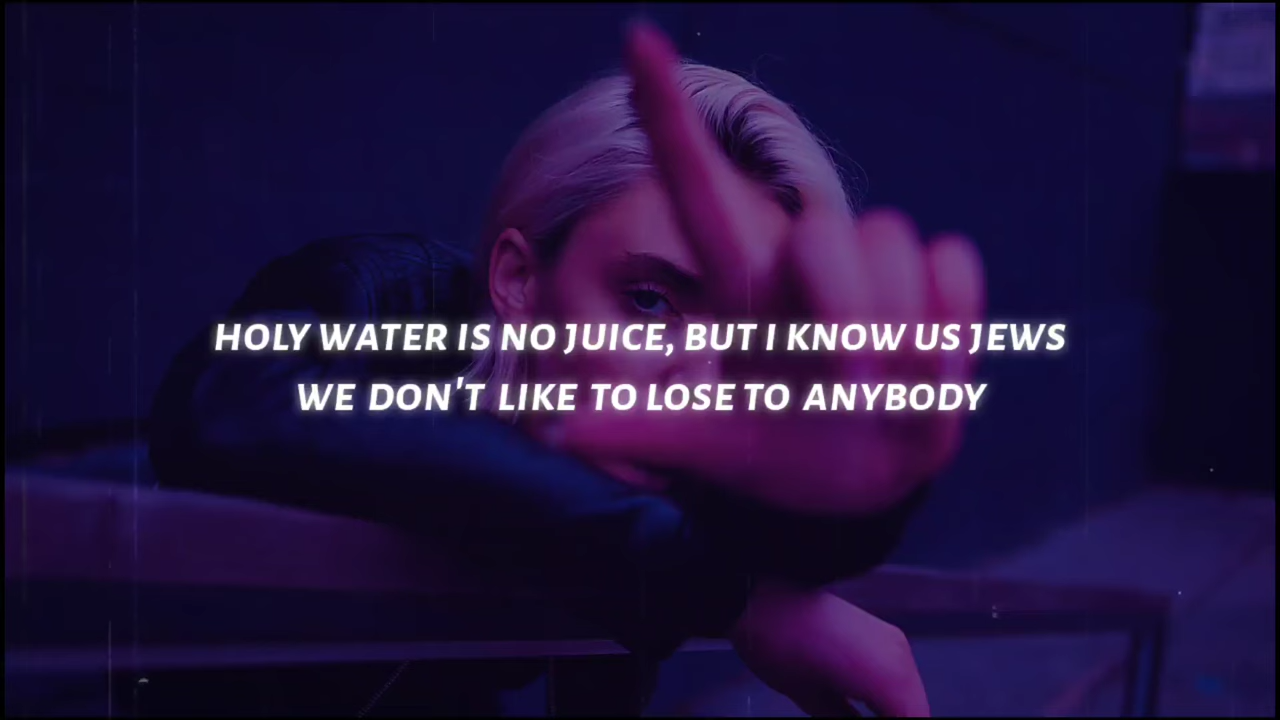 HOLY WATER IS NO JUICE, BUT I KNOW US JEWS
WE DON'T LIKE TO LOSE TO ANYBODY